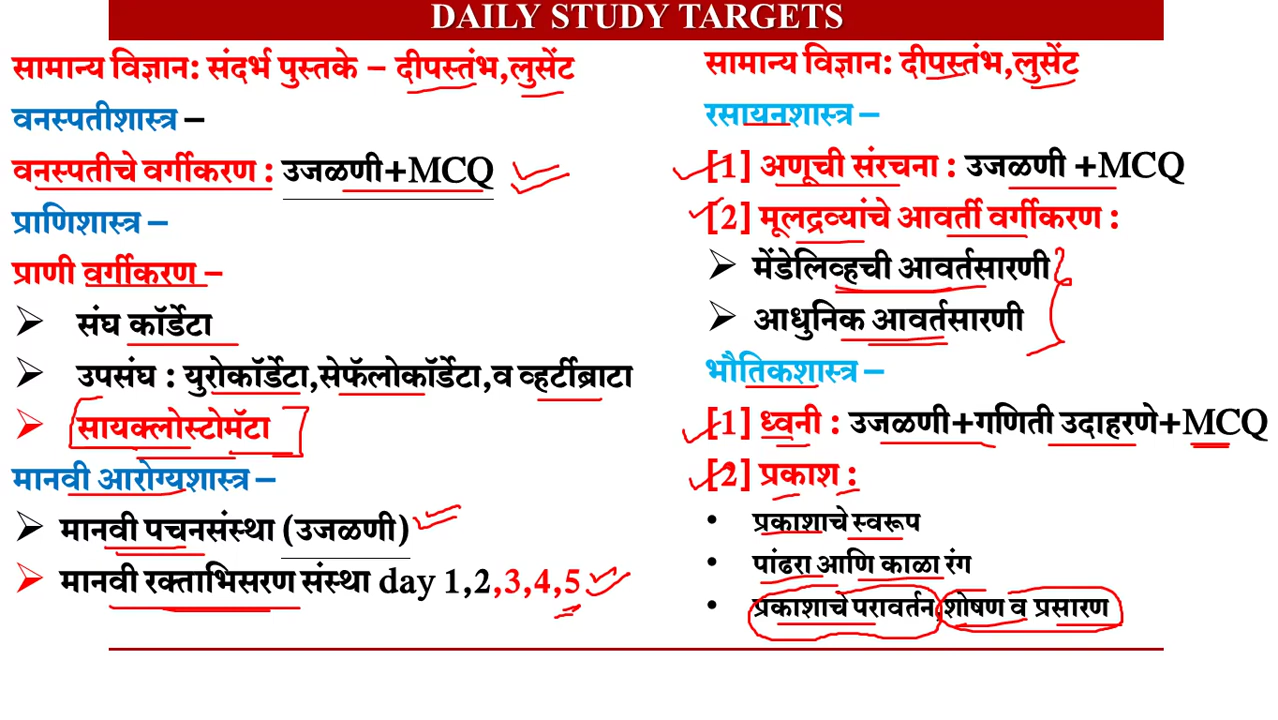 DAILY STUDY TARGETS
सामान्य विज्ञान: संदर्भ पुस्तके – दीपस्तंभ,लुसेंट
वनस्पतीशास्त्र –
वनस्पतीचे वर्गीकरण : उजळणी+MCQ
प्राणिशास्त्र –
प्राणी वर्गीकरण –
➢ संघ कॉर्डेटा
➢ उपसंघ : युरोकॉर्डेटा,सेफॅलोकॉर्डेटा,व व्हर्टीब्राटा
➢ सायक्लोस्टोमॅटा
मानवी आरोग्यशास्त्र –
➢ मानवी पचनसंस्था (उजळणी)
➢ मानवी रक्ताभिसरण संस्था day 1,2,3,4,5
सामान्य विज्ञान: दीपस्तंभ,लुसेंट
रसायनशास्त्र –
[1] अणूची संरचना : उजळणी +MCQ
[2] मूलद्रव्यांचे आवर्ती वर्गीकरण :
➢ मेंडेलिव्हची आवर्तसारणी
➢ आधुनिक आवर्तसारणी
भौतिकशास्त्र –
[1] ध्वनी : उजळणी+गणिती उदाहरणे+MCQ
[2] प्रकाश :
• प्रकाशाचे स्वरूप
• पांढरा आणि काळा रंग
• प्रकाशाचे परावर्तन,शोषण व प्रसारण